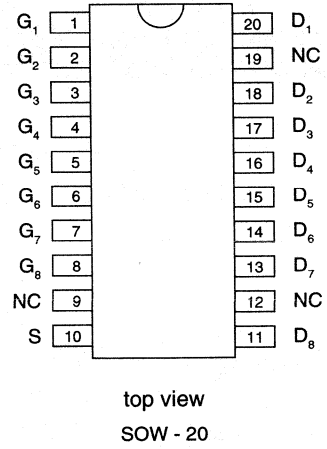 G₁ 1 20 D₁
G₂ 2 19 NC
G₃ 3 18 D₂
G₄ 4 17 D₃
G₅ 5 16 D₄
G₆ 6 15 D₅
G₇ 7 14 D₆
G₈ 8 13 D₇
NC 9 12 NC
S 10 11 D₈
top view
SOW - 20